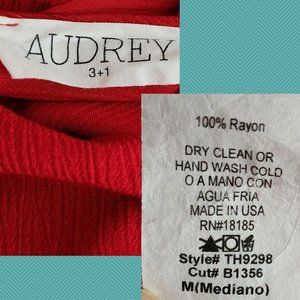 AUDREY
3+1
100% Rayon
DRY CLEAN OR
HAND WASH COLD
O A MANO CON
AGUA FRIA
MADE IN USA
RN#18185
Style# TH9298
Cut# B1356
M(Mediano)